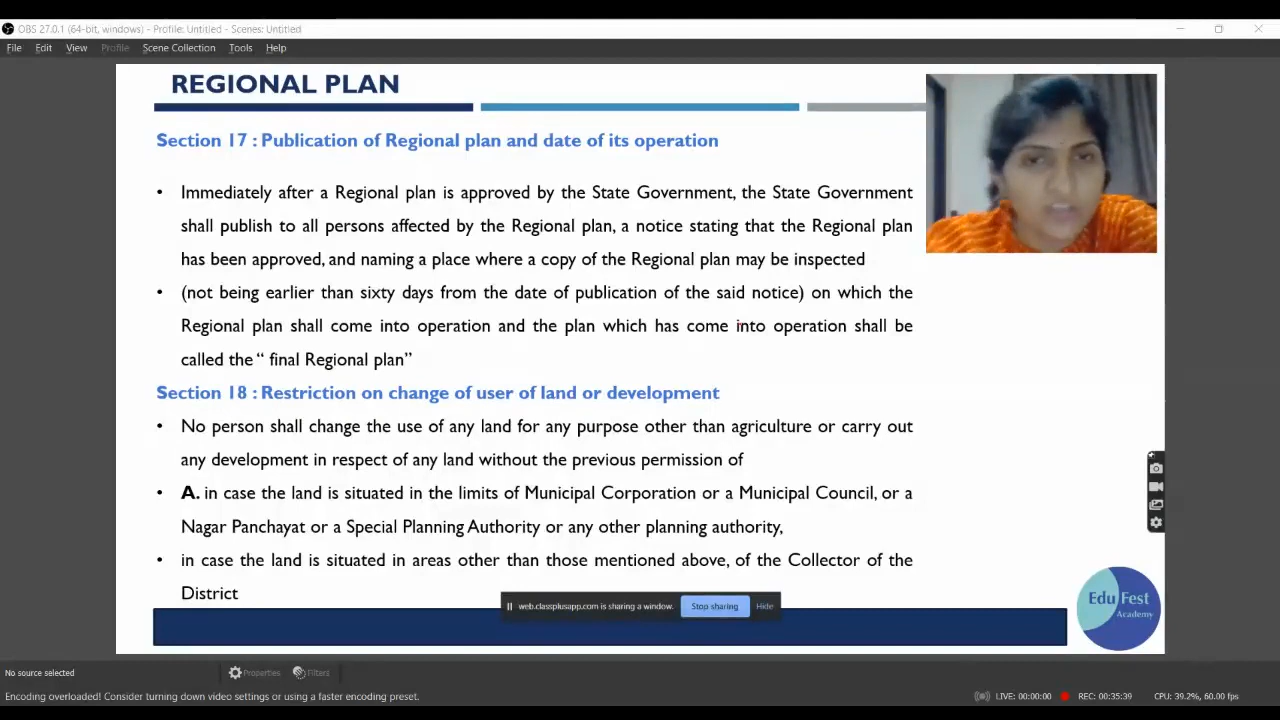 OBS 27.0.1 (64-bit, windows) - Profile: Untitled - Scenes: Untitled
File Edit View Profile Scene Collection Tools Help
REGIONAL PLAN
Section 17 : Publication of Regional plan and date of its operation
• Immediately after a Regional plan is approved by the State Government, the State Government
shall publish to all persons affected by the Regional plan, a notice stating that the Regional plan
has been approved, and naming a place where a copy of the Regional plan may be inspected
• (not being earlier than sixty days from the date of publication of the said notice) on which the
Regional plan shall come into operation and the plan which has come into operation shall be
called the “ final Regional plan”
Section 18 : Restriction on change of user of land or development
• No person shall change the use of any land for any purpose other than agriculture or carry out
any development in respect of any land without the previous permission of
• A. in case the land is situated in the limits of Municipal Corporation or a Municipal Council, or a
Nagar Panchayat or a Special Planning Authority or any other planning authority,
• in case the land is situated in areas other than those mentioned above, of the Collector of the
District
web.classplusapp.com is sharing a window. Stop sharing Hide
Edu Fest
Academy
No source selected Properties Filters
Encoding overloaded! Consider turning down video settings or using a faster encoding preset. LIVE: 00:00:00 REC: 00:35:39 CPU: 39.2%, 60.00 fps